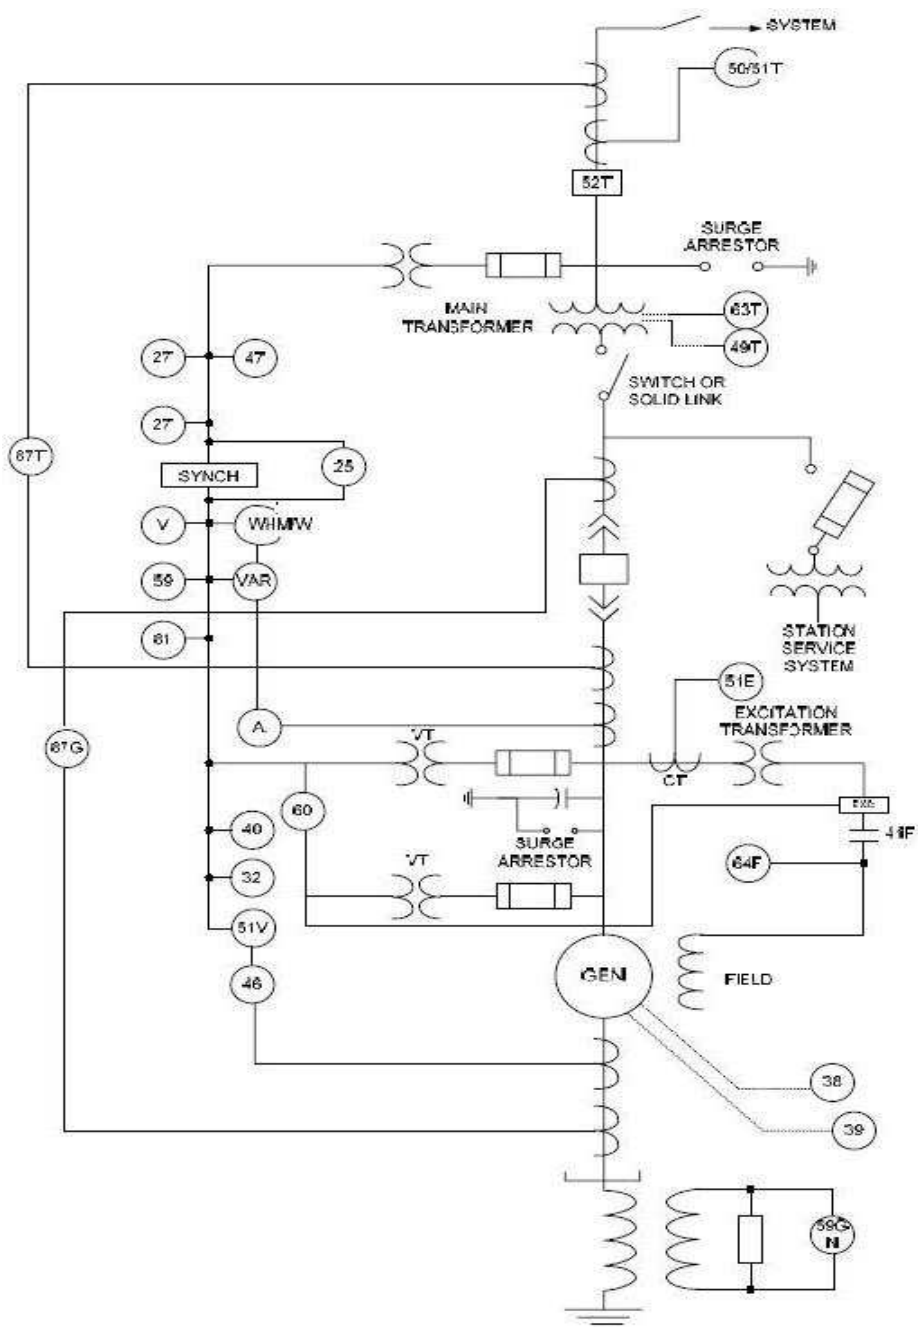 SYSTEM
50/51T
52T
SURGE
ARRESTOR
MAIN
TRANSFORMER
63T
49T
27
47
SWITCH OR
SOLID LINK
27
87T
25
SYNCH
V
WHM/W
59
VAR
81
STATION
SERVICE
SYSTEM
51E
A
EXCITATION
TRANSFORMER
87G
VT
CT
60
40
SURGE
ARRESTOR
41F
64F
VT
32
51V
GEN
FIELD
46
38
39
59G
N